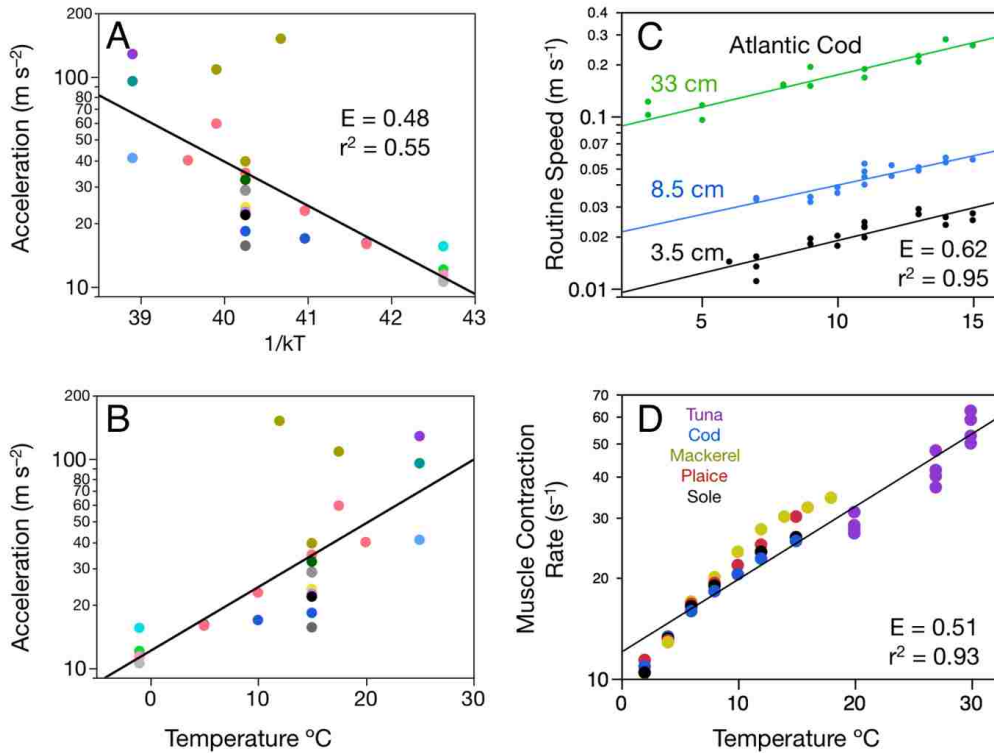 A
Acceleration (m s⁻²)
200
100
80
70
60
50
40
30
20
10
E = 0.48
r² = 0.55
39
40
41
42
43
1/kT
C
Atlantic Cod
Routine Speed (m s⁻¹)
0.4
0.3
0.2
0.1
0.05
0.03
0.02
0.01
33 cm
8.5 cm
3.5 cm
E = 0.62
r² = 0.95
5
10
15
B
Acceleration (m s⁻²)
200
100
80
70
60
50
40
30
20
10
0
10
20
30
Temperature ºC
D
Muscle Contraction
Rate (s⁻¹)
70
60
50
40
30
20
10
Tuna
Cod
Mackerel
Plaice
Sole
E = 0.51
r² = 0.93
0
10
20
30
Temperature ºC